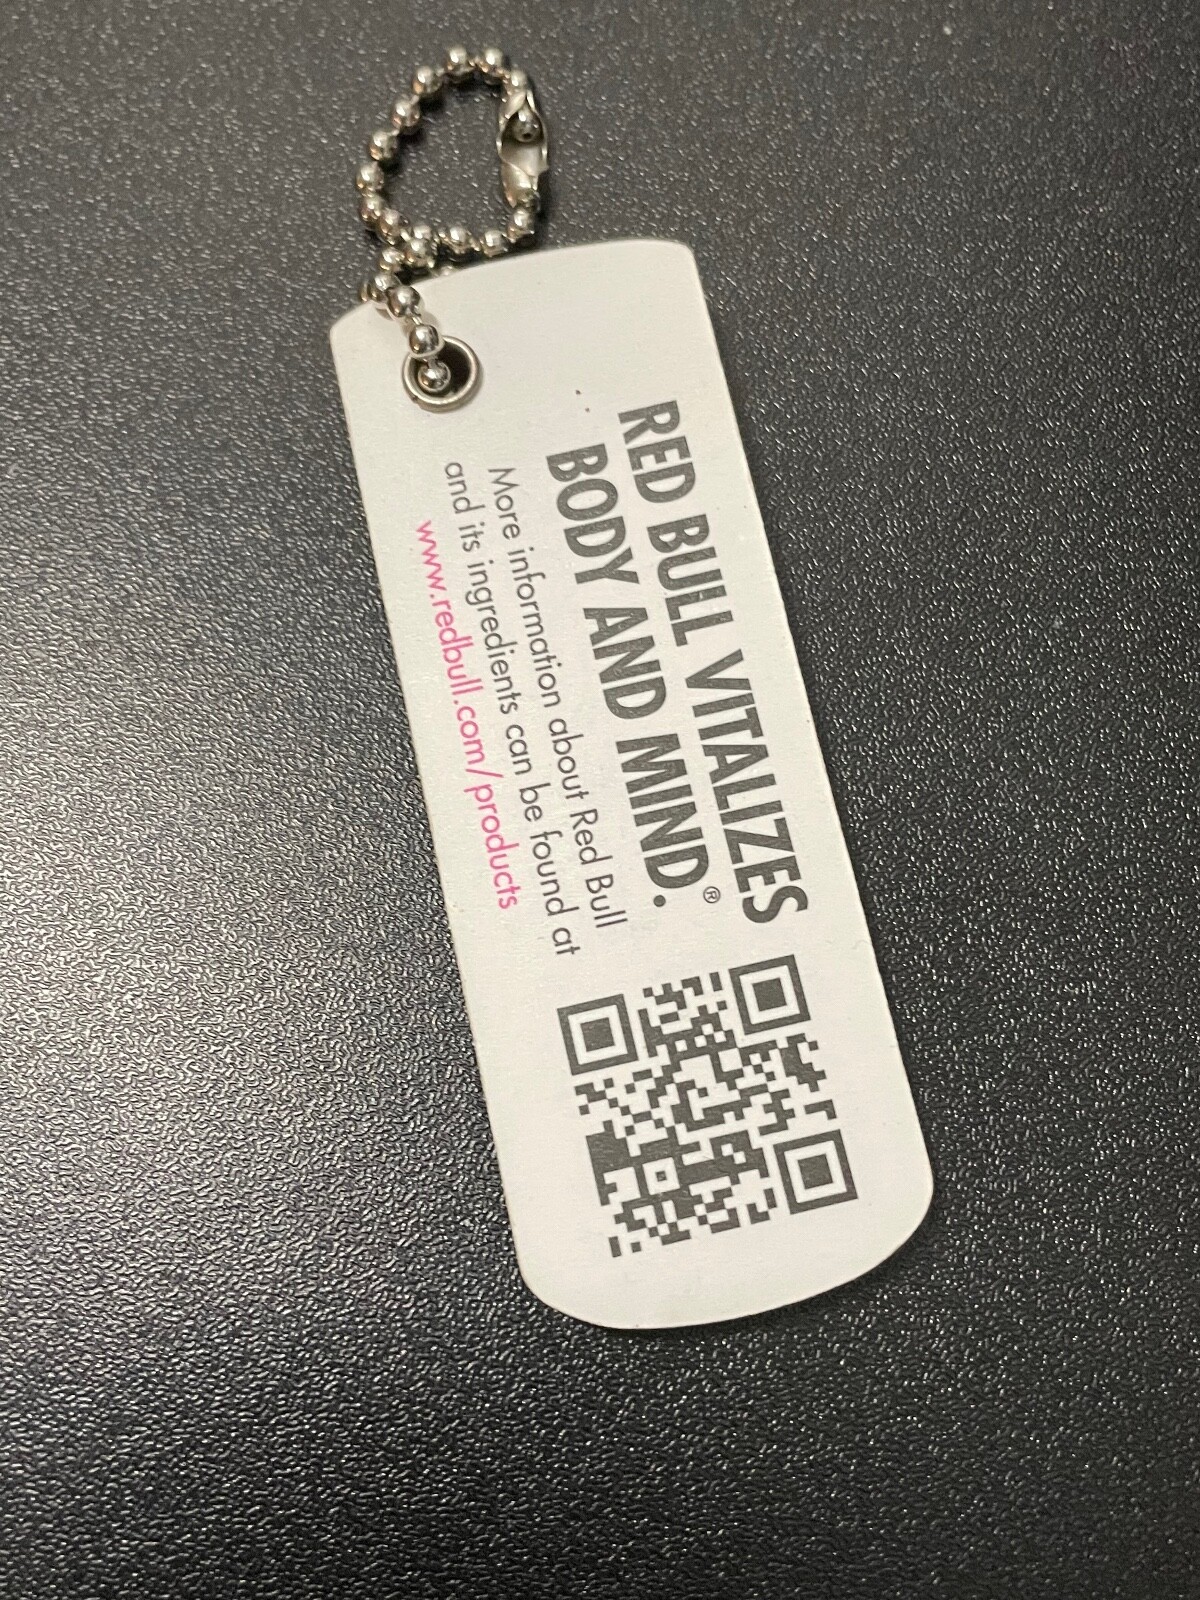 RED BULL VITALIZES
BODY AND MIND.®
More information about Red Bull
and its ingredients can be found at
www.redbull.com/products